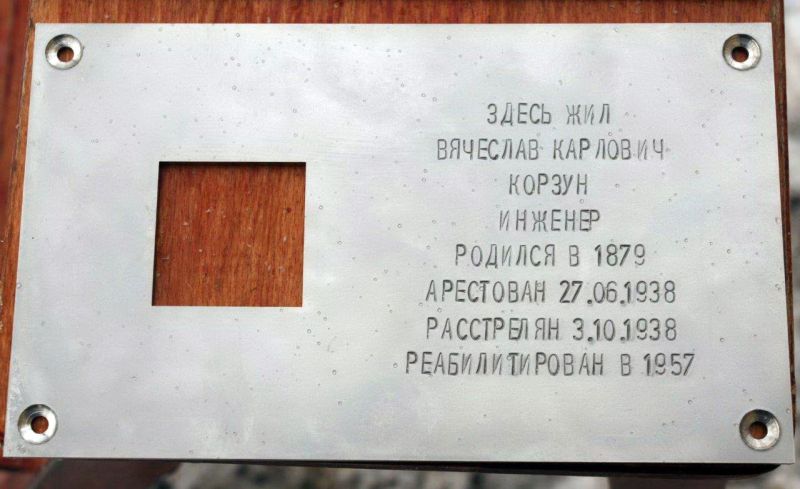 ЗДЕСЬ ЖИЛ
ВЯЧЕСЛАВ КАРЛОВИЧ
КОРЗУН
ИНЖЕНЕР
РОДИЛСЯ В 1879
АРЕСТОВАН 27.06.1938
РАССТРЕЛЯН 3.10.1938
РЕАБИЛИТИРОВАН В 1957